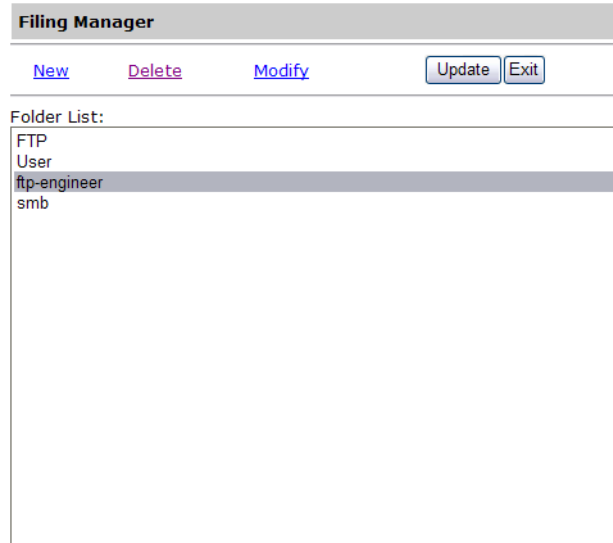 Filing Manager
New Delete Modify Update Exit
Folder List:
FTP
User
ftp-engineer
smb